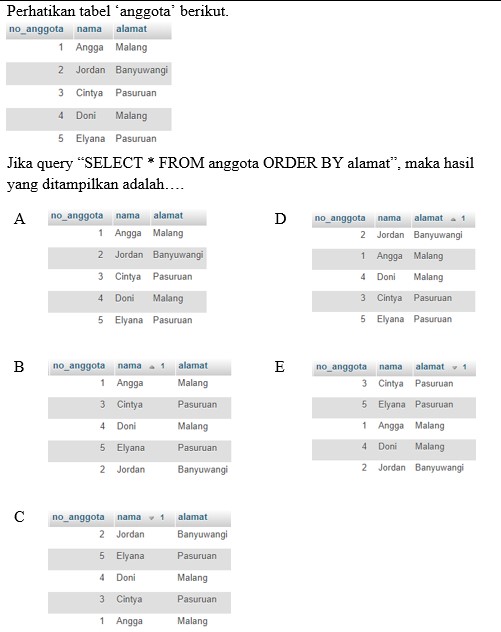 Perhatikan tabel ‘anggota’ berikut.
no_anggota nama alamat
1 Angga Malang
2 Jordan Banyuwangi
3 Cintya Pasuruan
4 Doni Malang
5 Elyana Pasuruan
Jika query “SELECT * FROM anggota ORDER BY alamat”, maka hasil
yang ditampilkan adalah….
A
no_anggota nama alamat
1 Angga Malang
2 Jordan Banyuwangi
3 Cintya Pasuruan
4 Doni Malang
5 Elyana Pasuruan
B
no_anggota nama 1 alamat
1 Angga Malang
3 Cintya Pasuruan
4 Doni Malang
5 Elyana Pasuruan
2 Jordan Banyuwangi
C
no_anggota nama 1 alamat
2 Jordan Banyuwangi
5 Elyana Pasuruan
4 Doni Malang
3 Cintya Pasuruan
1 Angga Malang
D
no_anggota nama alamat 1
2 Jordan Banyuwangi
1 Angga Malang
4 Doni Malang
3 Cintya Pasuruan
5 Elyana Pasuruan
E
no_anggota nama alamat 1
3 Cintya Pasuruan
5 Elyana Pasuruan
1 Angga Malang
4 Doni Malang
2 Jordan Banyuwangi